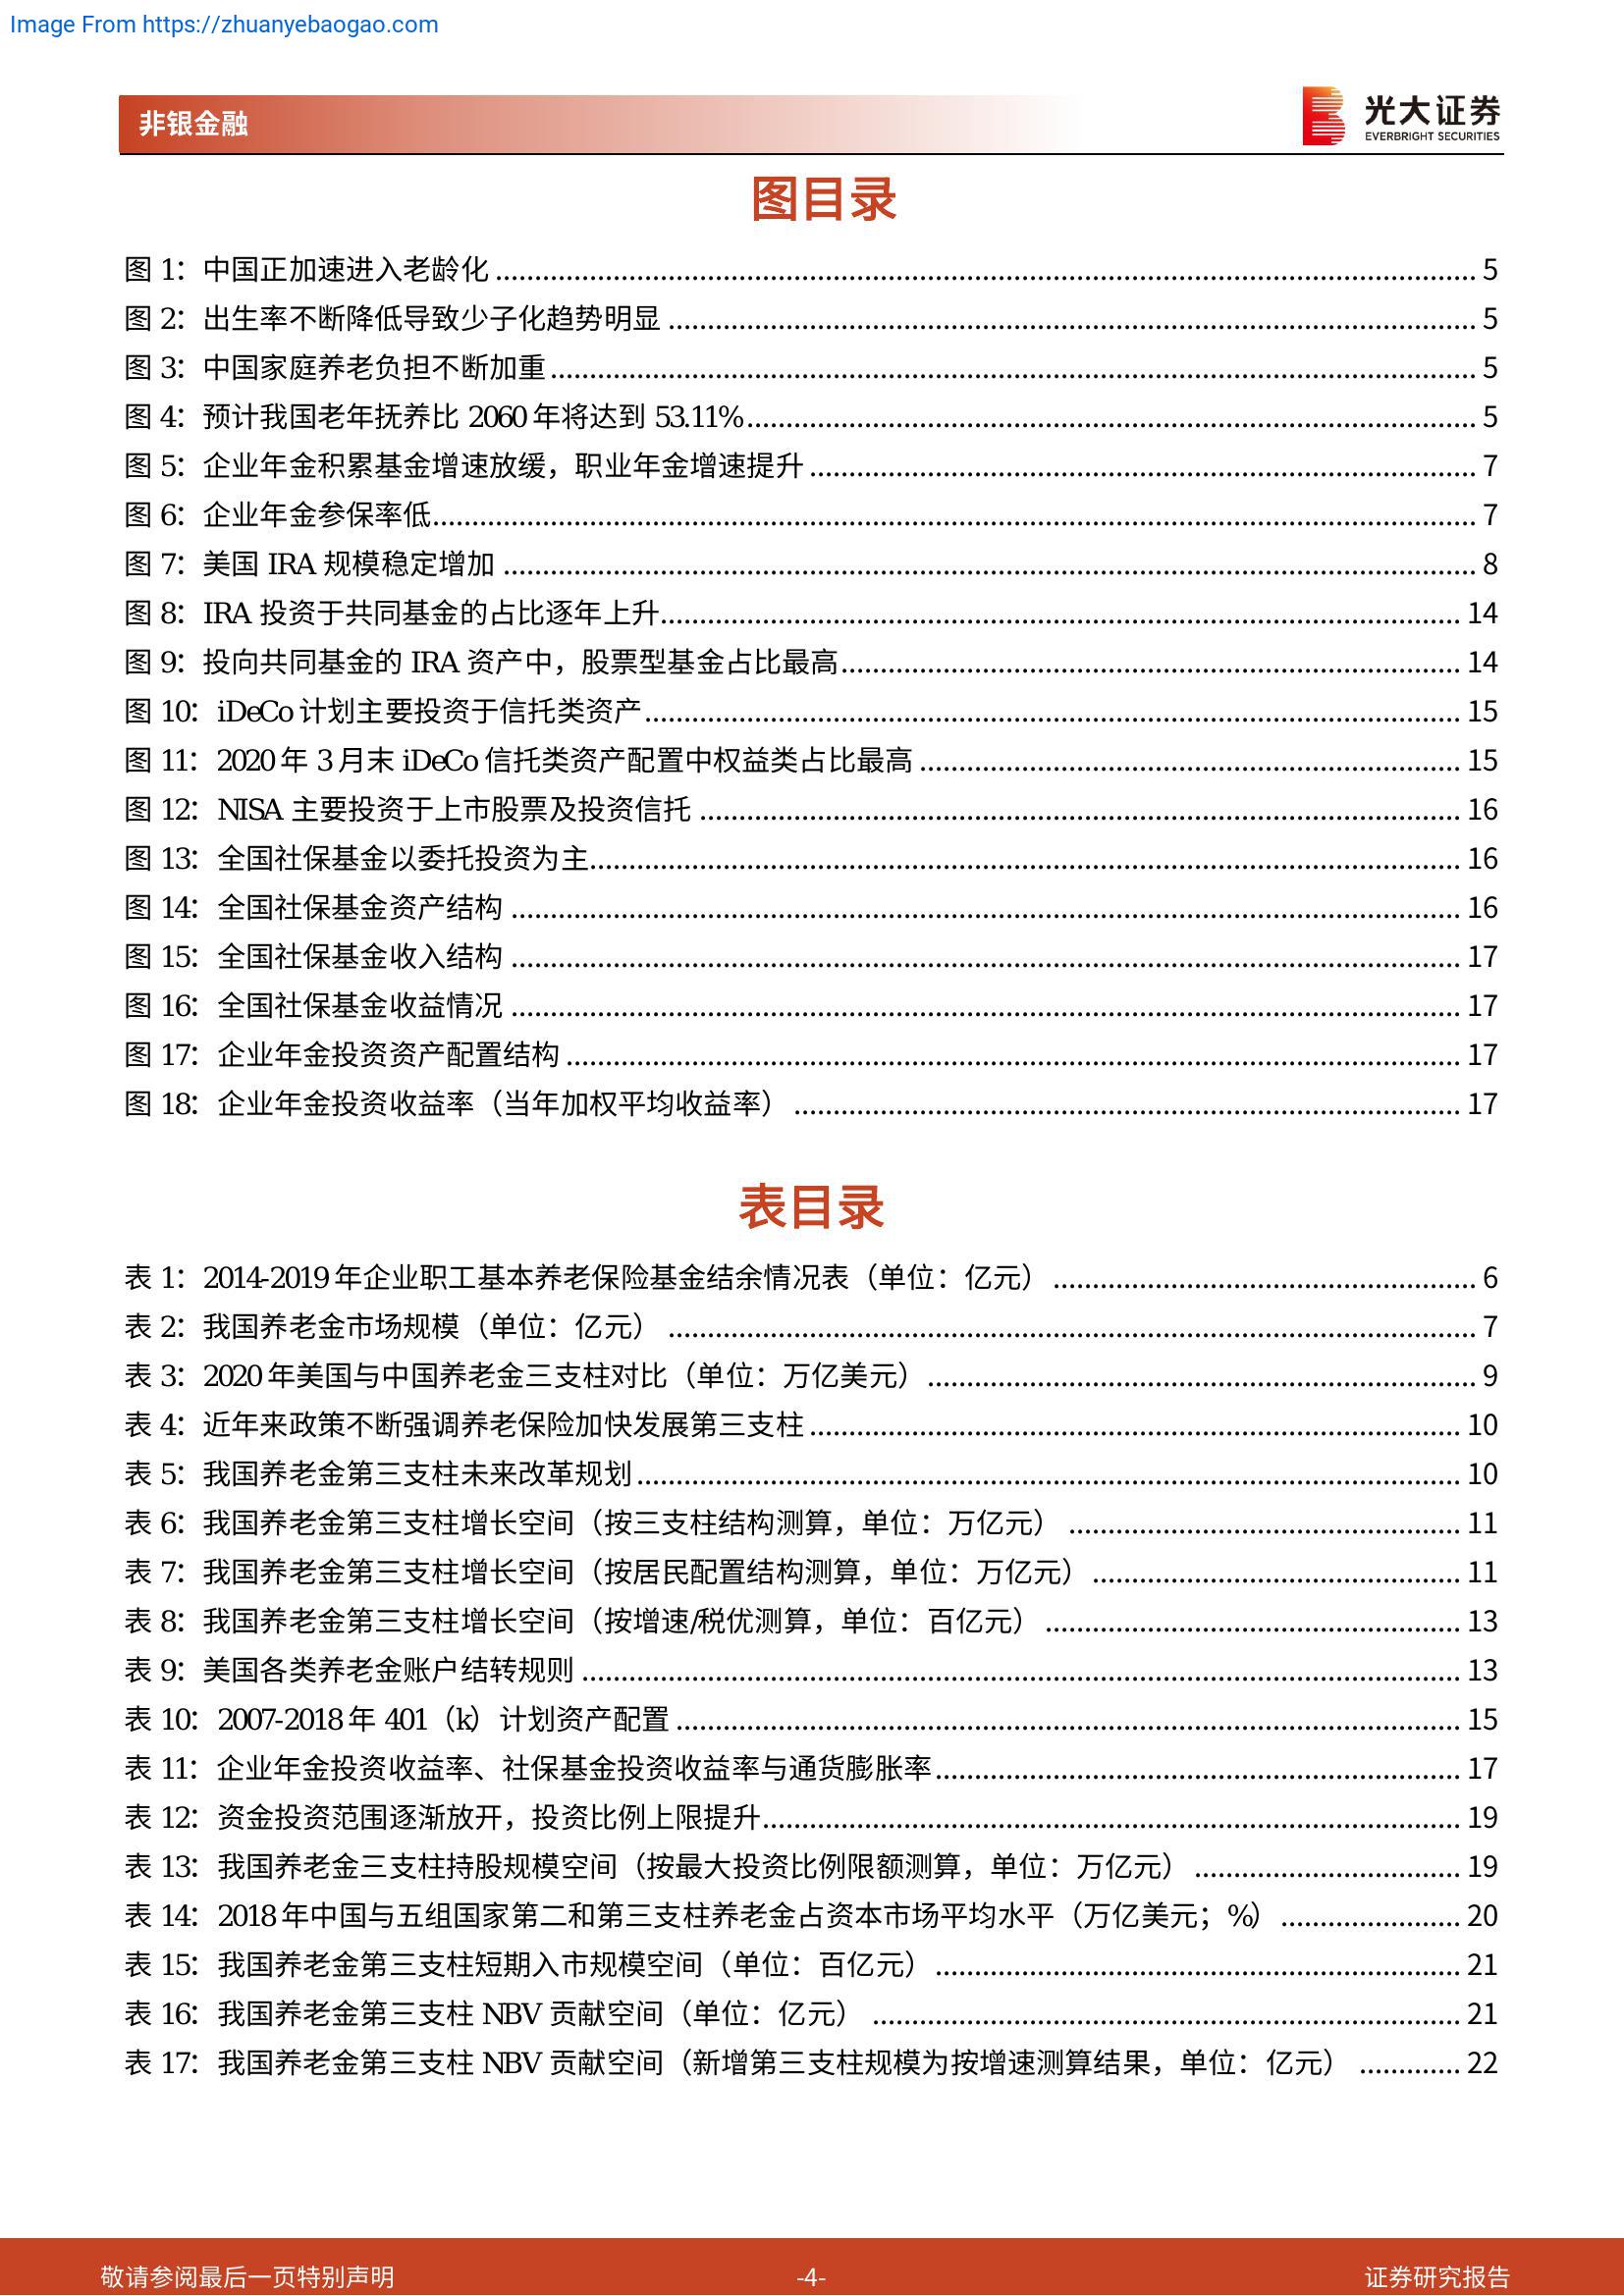 Image From https://zhuanyebaogao.com
非银金融
光大证券
EVERBRIGHT SECURITIES
图目录
图 1：中国正加速进入老龄化 5
图 2：出生率不断降低导致少子化趋势明显 5
图 3：中国家庭养老负担不断加重 5
图 4：预计我国老年抚养比 2060 年将达到 53.11% 5
图 5：企业年金积累基金增速放缓，职业年金增速提升 7
图 6：企业年金参保率低 7
图 7：美国 IRA 规模稳定增加 8
图 8：IRA 投资于共同基金的占比逐年上升 14
图 9：投向共同基金的 IRA 资产中，股票型基金占比最高 14
图 10：iDeCo 计划主要投资于信托类资产 15
图 11：2020 年 3 月末 iDeCo 信托类资产配置中权益类占比最高 15
图 12：NISA 主要投资于上市股票及投资信托 16
图 13：全国社保基金以委托投资为主 16
图 14：全国社保基金资产结构 16
图 15：全国社保基金收入结构 17
图 16：全国社保基金收益情况 17
图 17：企业年金投资资产配置结构 17
图 18：企业年金投资收益率（当年加权平均收益率） 17
表目录
表 1：2014-2019 年企业职工基本养老保险基金结余情况表（单位：亿元） 6
表 2：我国养老金市场规模（单位：亿元） 7
表 3：2020 年美国与中国养老金三支柱对比（单位：万亿美元） 9
表 4：近年来政策不断强调养老保险加快发展第三支柱 10
表 5：我国养老金第三支柱未来改革规划 10
表 6：我国养老金第三支柱增长空间（按三支柱结构测算，单位：万亿元） 11
表 7：我国养老金第三支柱增长空间（按居民配置结构测算，单位：万亿元） 11
表 8：我国养老金第三支柱增长空间（按增速/税优测算，单位：百亿元） 13
表 9：美国各类养老金账户结转规则 13
表 10：2007-2018 年 401（k）计划资产配置 15
表 11：企业年金投资收益率、社保基金投资收益率与通货膨胀率 17
表 12：资金投资范围逐渐放开，投资比例上限提升 19
表 13：我国养老金三支柱持股规模空间（按最大投资比例限额测算，单位：万亿元） 19
表 14：2018 年中国与五组国家第二和第三支柱养老金占资本市场平均水平（万亿美元；%） 20
表 15：我国养老金第三支柱短期入市规模空间（单位：百亿元） 21
表 16：我国养老金第三支柱 NBV 贡献空间（单位：亿元） 21
表 17：我国养老金第三支柱 NBV 贡献空间（新增第三支柱规模为按增速测算结果，单位：亿元） 22
敬请参阅最后一页特别声明 -4- 证券研究报告